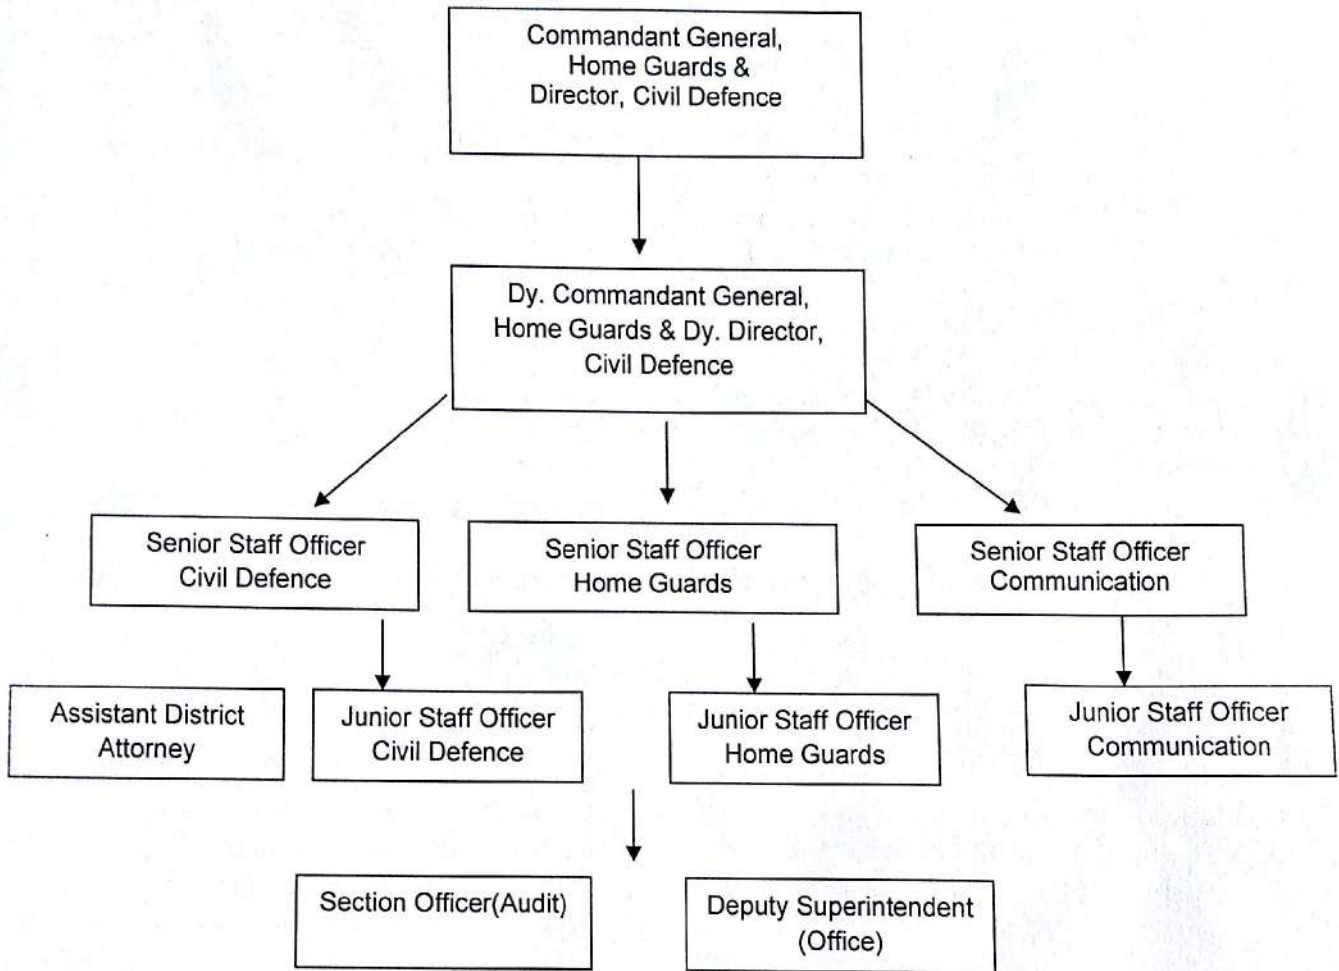 Commandant General,
Home Guards &
Director, Civil Defence
Dy. Commandant General,
Home Guards & Dy. Director,
Civil Defence
Senior Staff Officer
Civil Defence
Senior Staff Officer
Home Guards
Senior Staff Officer
Communication
Assistant District
Attorney
Junior Staff Officer
Civil Defence
Junior Staff Officer
Home Guards
Junior Staff Officer
Communication
Section Officer(Audit)
Deputy Superintendent
(Office)